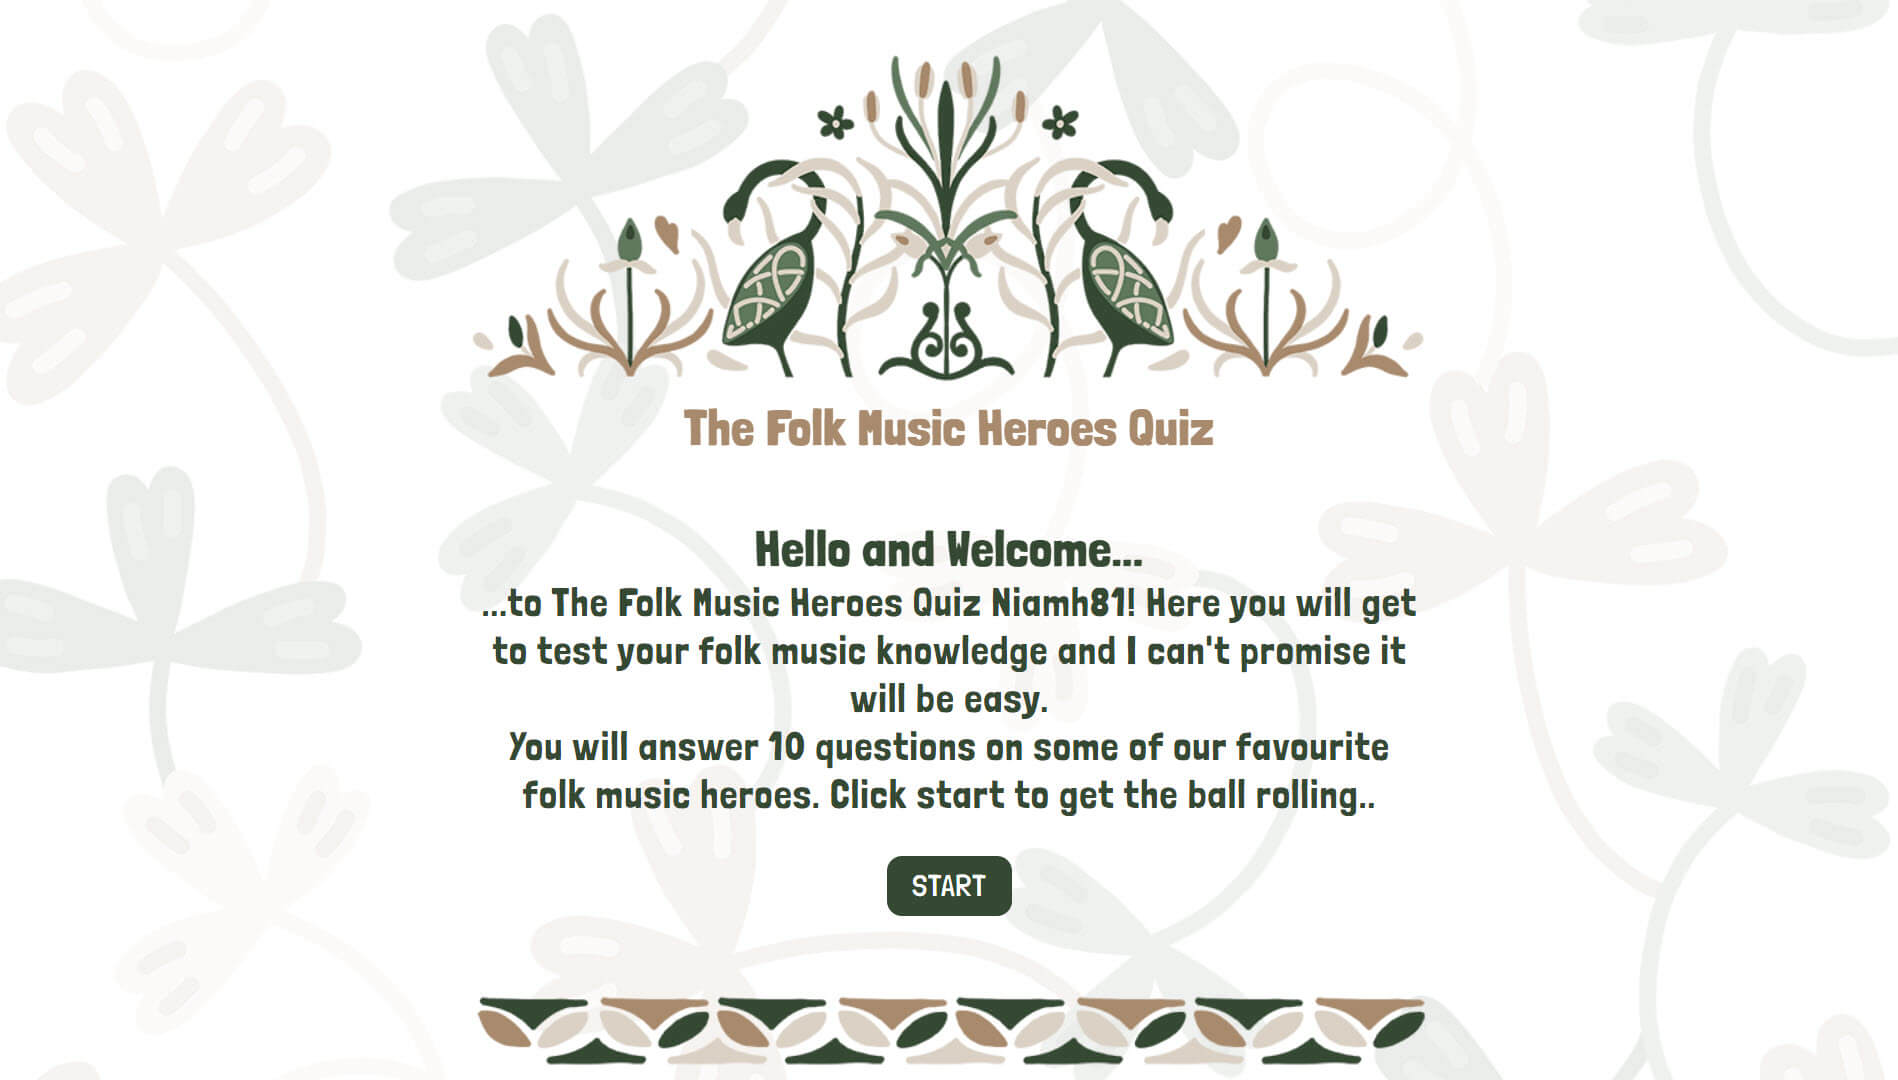 The Folk Music Heroes Quiz
Hello and Welcome...
...to The Folk Music Heroes Quiz Niamh81! Here you will get
to test your folk music knowledge and I can't promise it
will be easy.
You will answer 10 questions on some of our favourite
folk music heroes. Click start to get the ball rolling..
START